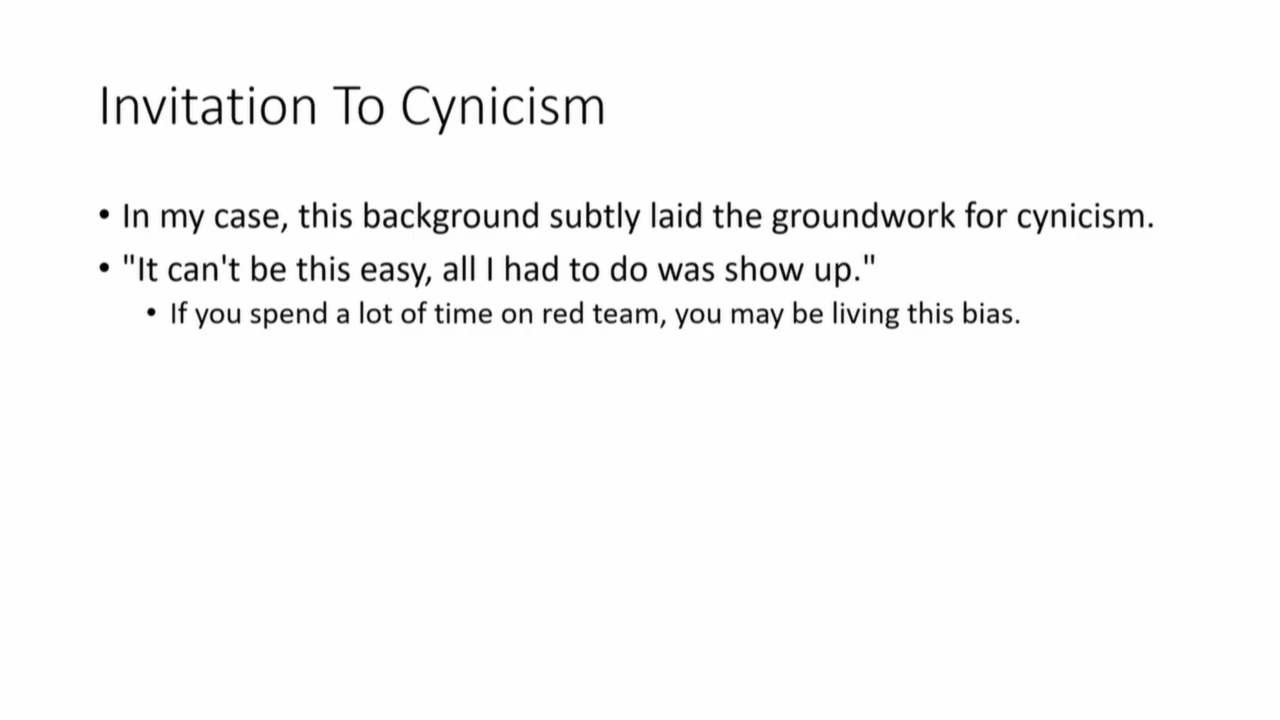 Invitation To Cynicism
• In my case, this background subtly laid the groundwork for cynicism.
• "It can't be this easy, all I had to do was show up."
• If you spend a lot of time on red team, you may be living this bias.